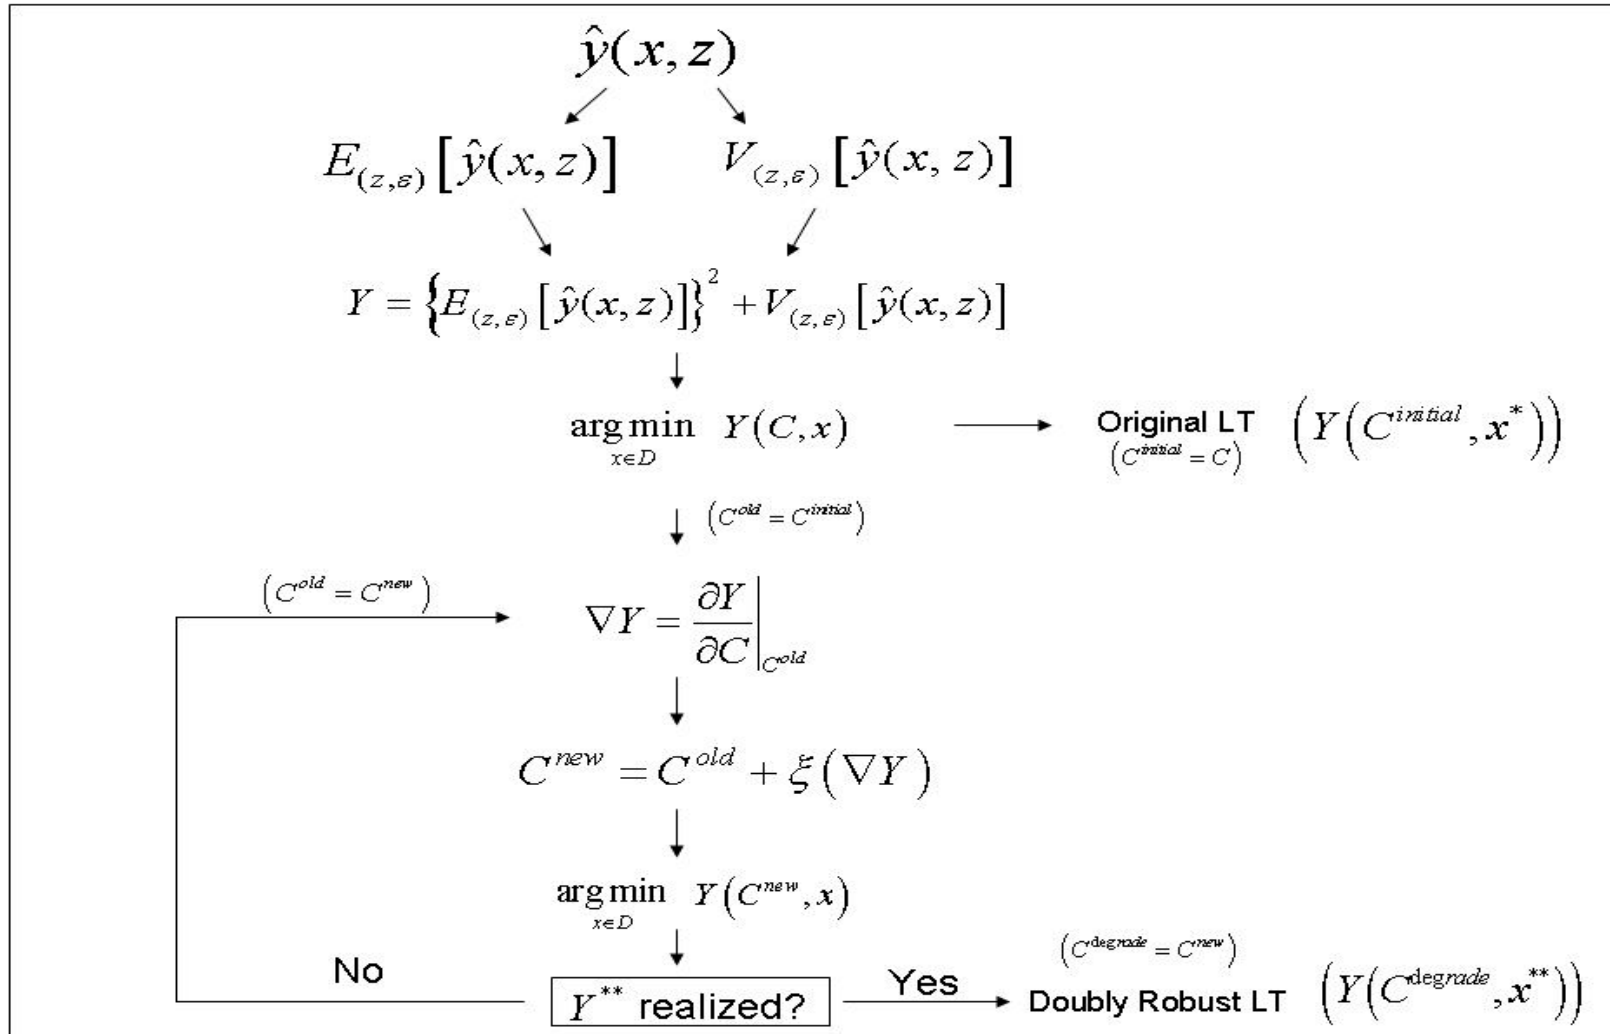 ŷ(x, z)
E_(z,ε) [ŷ(x, z)] V_(z,ε) [ŷ(x, z)]
Y = {E_(z,ε) [ŷ(x, z)]}² + V_(z,ε) [ŷ(x, z)]
arg min_{x∈D} Y(C, x) Original LT (Y(C^initial, x^*))
(C^initial = C)
(C^old = C^initial)
(C^old = C^new)
∇Y = ∂Y/∂C |_{C^old}
C^new = C^old + ξ(∇Y)
arg min_{x∈D} Y(C^new, x)
(C^degrade = C^new)
No Y^** realized? Yes Doubly Robust LT (Y(C^degrade, x^**))